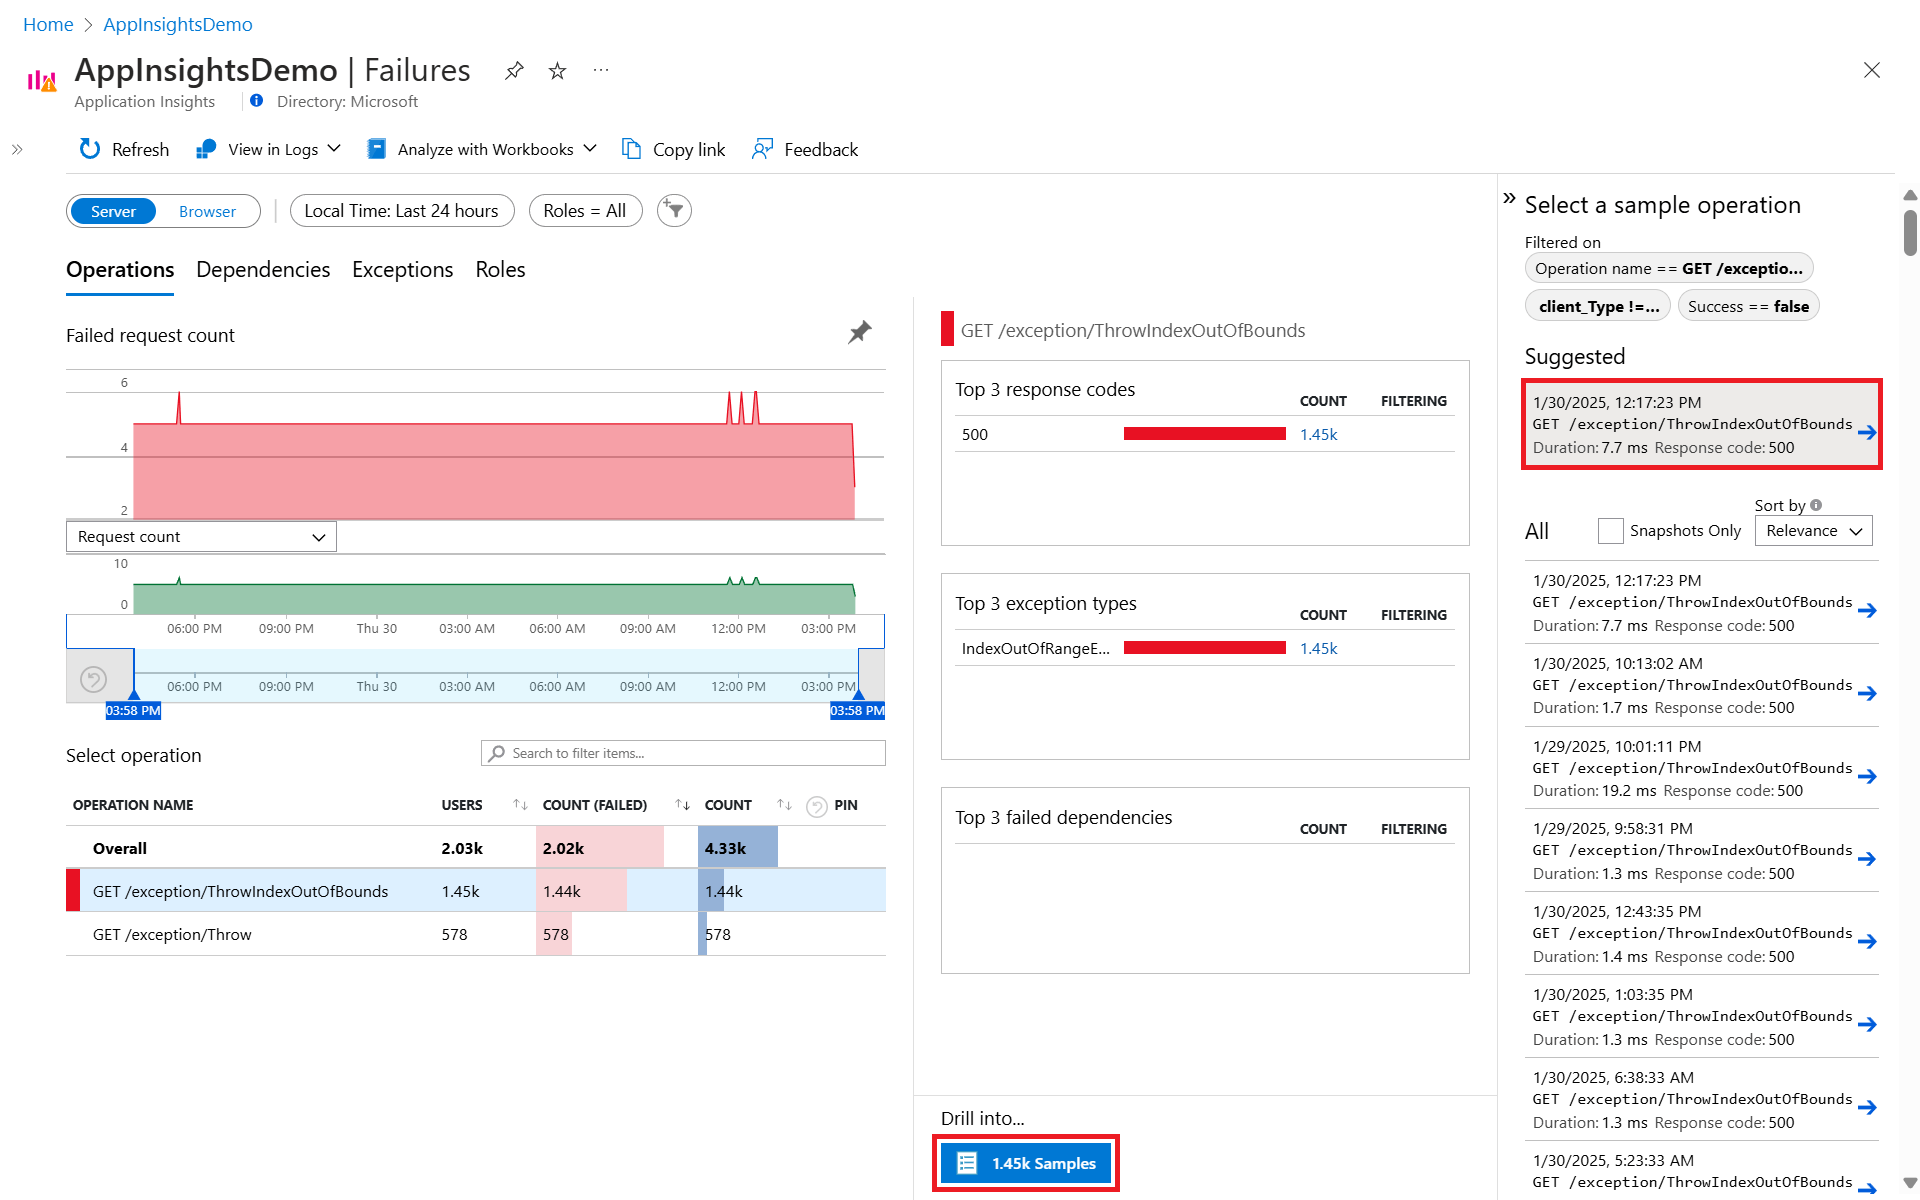 Home > AppInsightsDemo
AppInsightsDemo | Failures
Application Insights
Directory: Microsoft
Refresh
View in Logs
Analyze with Workbooks
Copy link
Feedback
Server
Browser
Local Time: Last 24 hours
Roles = All
Operations
Dependencies
Exceptions
Roles
Failed request count
6
4
2
Request count
10
0
06:00 PM 09:00 PM Thu 30 03:00 AM 06:00 AM 09:00 AM 12:00 PM 03:00 PM
06:00 PM 09:00 PM Thu 30 03:00 AM 06:00 AM 09:00 AM 12:00 PM 03:00 PM
03:58 PM 03:58 PM
Select operation
Search to filter items...
OPERATION NAME USERS COUNT (FAILED) COUNT PIN
Overall 2.03k 2.02k 4.33k
GET /exception/ThrowIndexOutOfBounds 1.45k 1.44k 1.44k
GET /exception/Throw 578 578 578
GET /exception/ThrowIndexOutOfBounds
Top 3 response codes
COUNT FILTERING
500 1.45k
Top 3 exception types
COUNT FILTERING
IndexOutOfRangeE... 1.45k
Top 3 failed dependencies
COUNT FILTERING
Drill into...
1.45k Samples
Select a sample operation
Filtered on
Operation name == GET /exceptio...
client_Type !=...
Success == false
Suggested
1/30/2025, 12:17:23 PM
GET /exception/ThrowIndexOutOfBounds
Duration: 7.7 ms Response code: 500
Sort by
All
Snapshots Only
Relevance
1/30/2025, 12:17:23 PM
GET /exception/ThrowIndexOutOfBounds
Duration: 7.7 ms Response code: 500
1/30/2025, 10:13:02 AM
GET /exception/ThrowIndexOutOfBounds
Duration: 1.7 ms Response code: 500
1/29/2025, 10:01:11 PM
GET /exception/ThrowIndexOutOfBounds
Duration: 19.2 ms Response code: 500
1/29/2025, 9:58:31 PM
GET /exception/ThrowIndexOutOfBounds
Duration: 1.3 ms Response code: 500
1/30/2025, 12:43:35 PM
GET /exception/ThrowIndexOutOfBounds
Duration: 1.4 ms Response code: 500
1/30/2025, 1:03:35 PM
GET /exception/ThrowIndexOutOfBounds
Duration: 1.3 ms Response code: 500
1/30/2025, 6:38:33 AM
GET /exception/ThrowIndexOutOfBounds
Duration: 1.3 ms Response code: 500
1/30/2025, 5:23:33 AM
GET /exception/ThrowIndexOutOfBounds